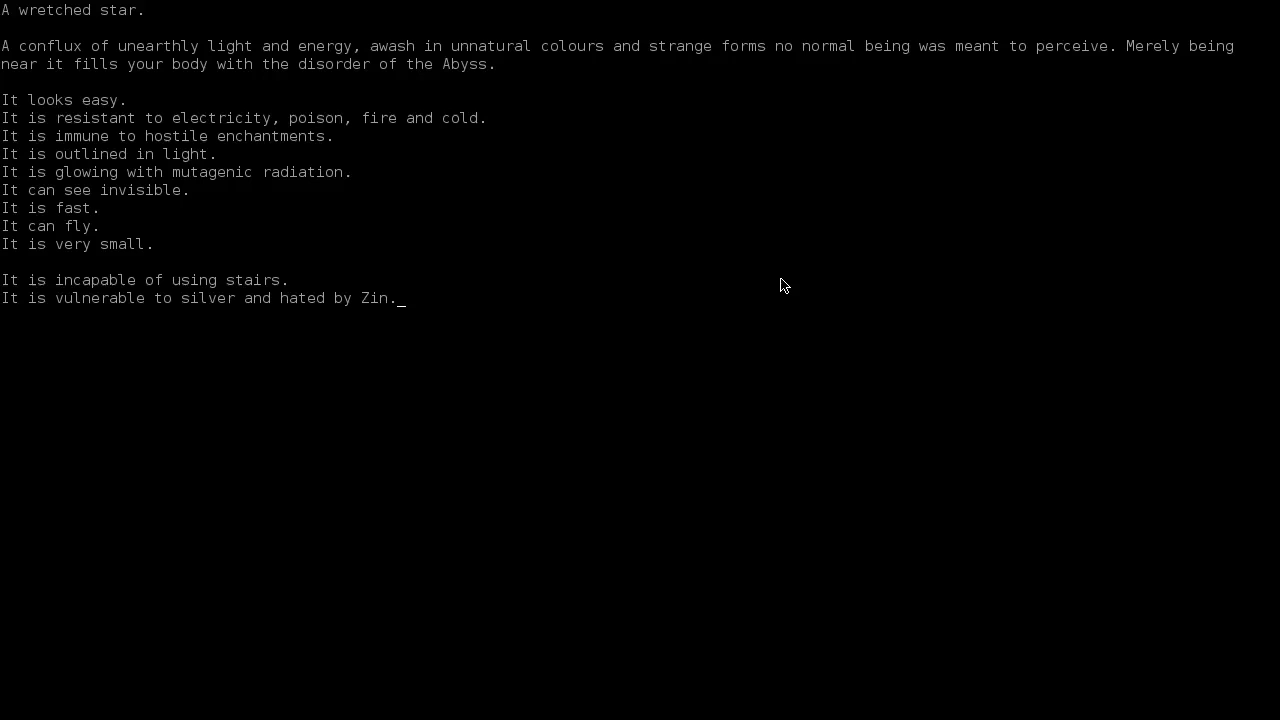 A wretched star.
A conflux of unearthly light and energy, awash in unnatural colours and strange forms no normal being was meant to perceive. Merely being
near it fills your body with the disorder of the Abyss.
It looks easy.
It is resistant to electricity, poison, fire and cold.
It is immune to hostile enchantments.
It is outlined in light.
It is glowing with mutagenic radiation.
It can see invisible.
It is fast.
It can fly.
It is very small.
It is incapable of using stairs.
It is vulnerable to silver and hated by Zin._